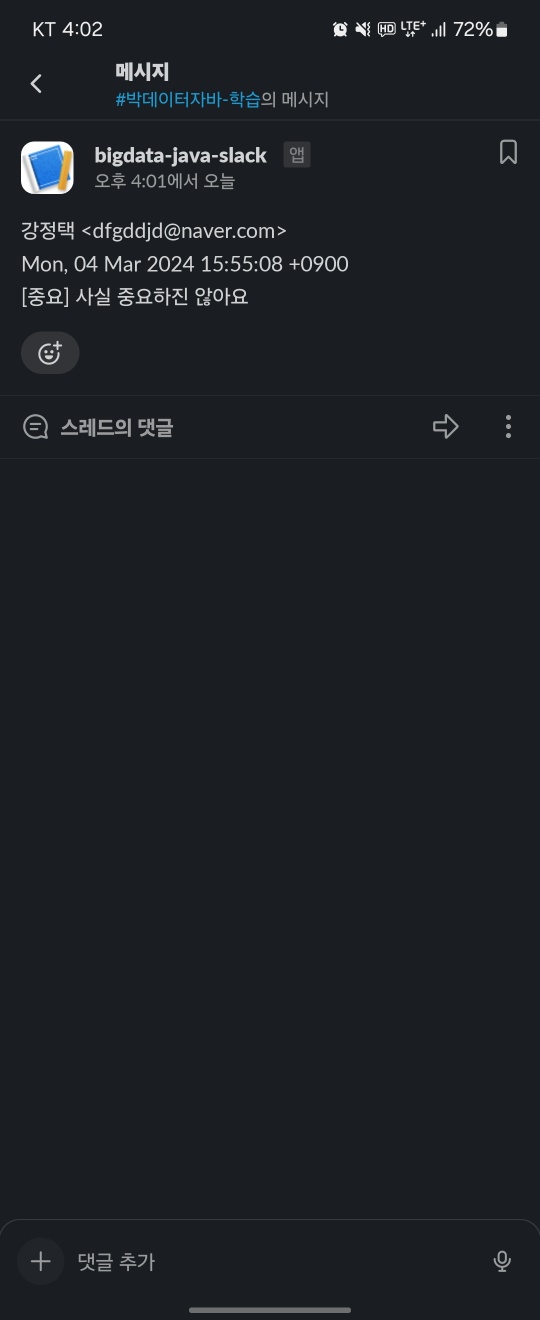 KT 4:02 HD LTE+ 72%
메시지
#박데이터자바-학습의 메시지
bigdata-java-slack 앱
오후 4:01에서 오늘
강정택 <dfgddjd@naver.com>
Mon, 04 Mar 2024 15:55:08 +0900
[중요] 사실 중요하진 않아요
스레드의 댓글
댓글 추가